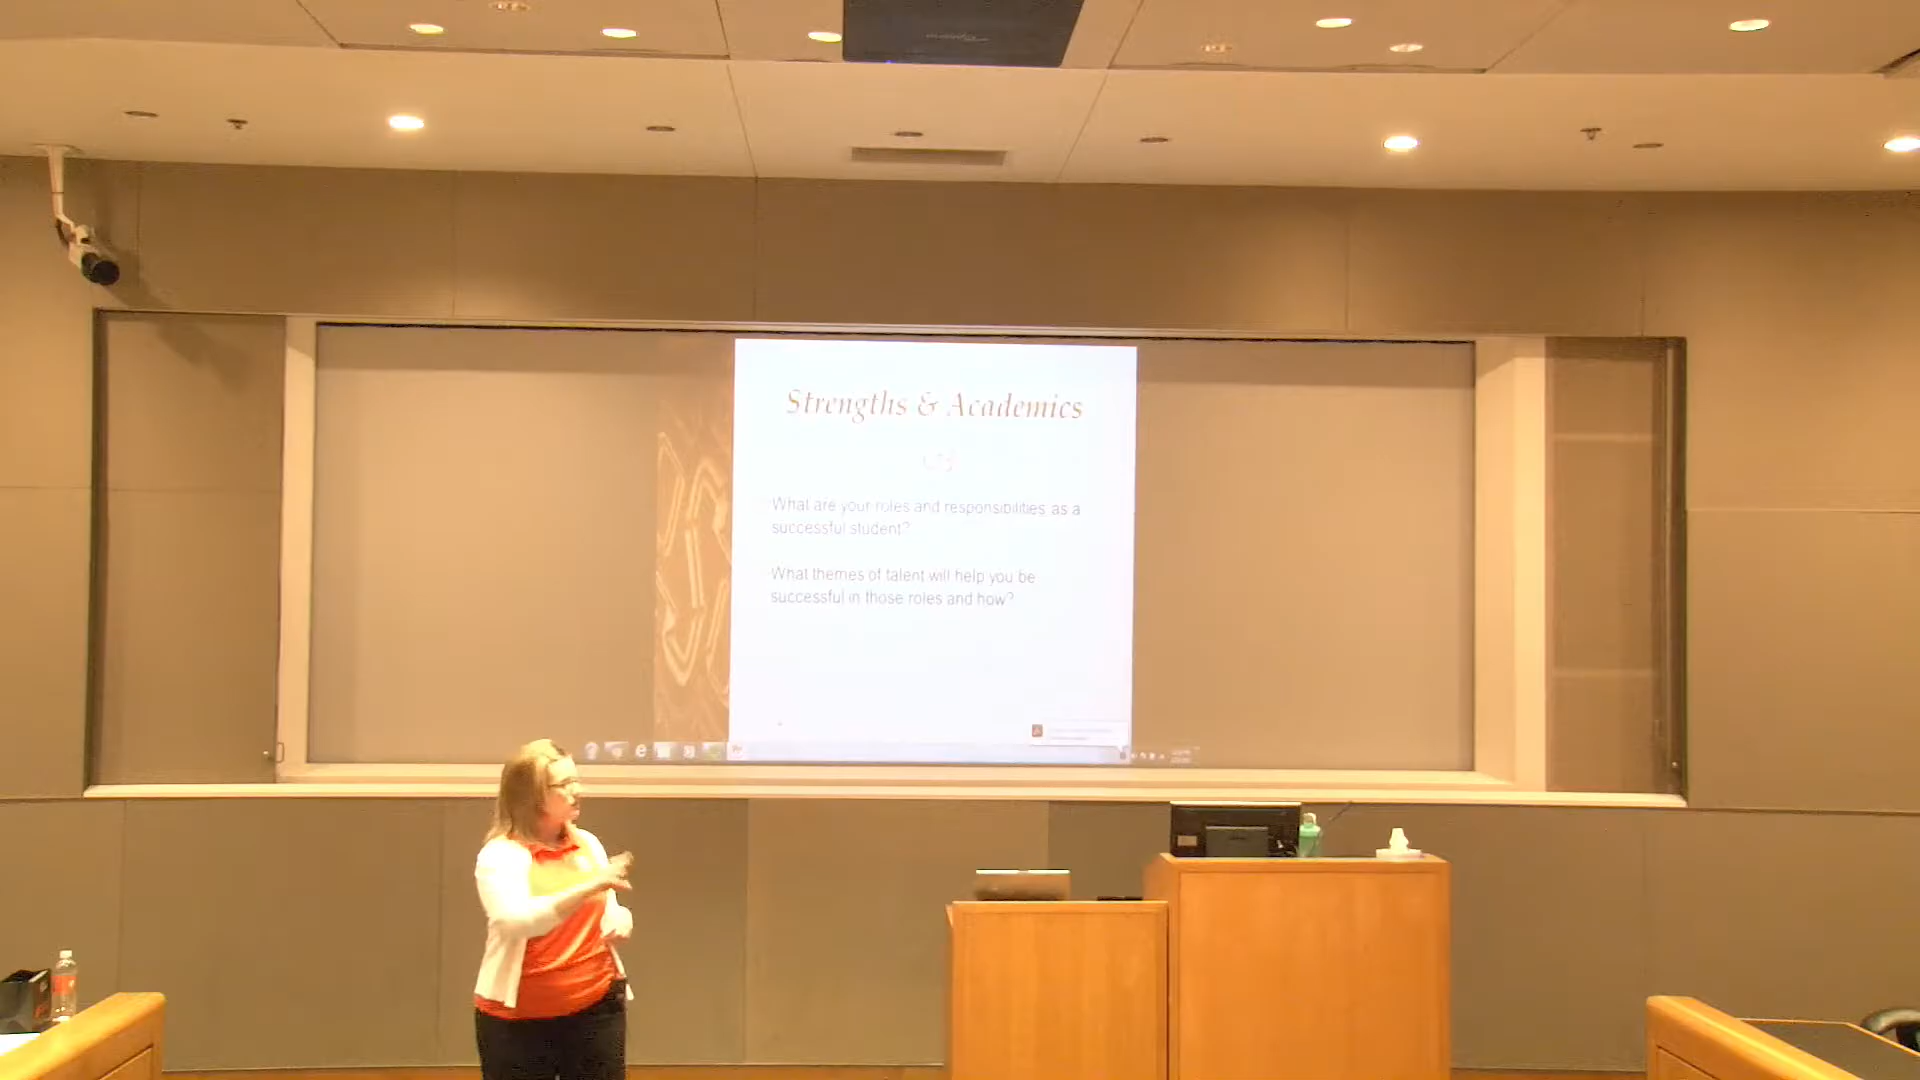 Strengths & Academics
What are your roles and responsibilities as a
successful student?
What themes of talent will help you be
successful in those roles and how?